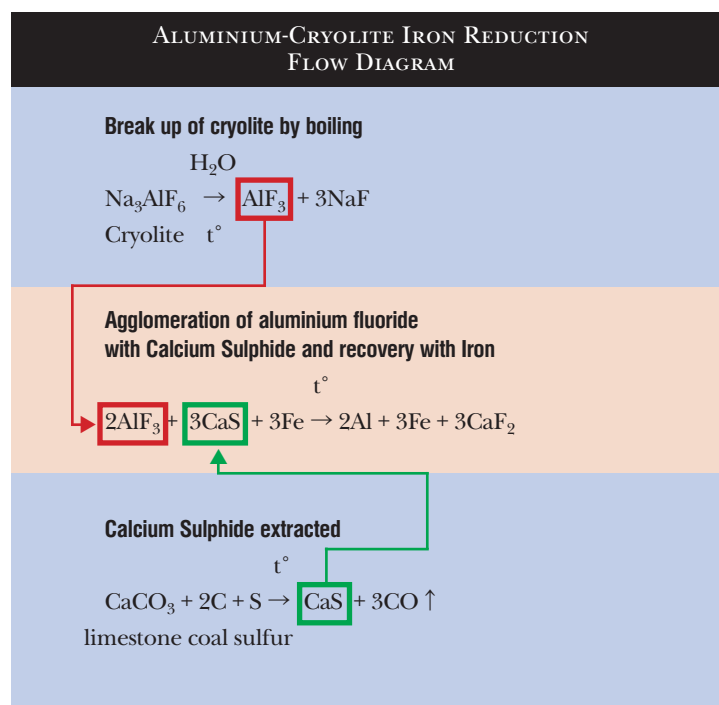 ALUMINIUM-CRYOLITE IRON REDUCTION
FLOW DIAGRAM
Break up of cryolite by boiling
H₂O
Na₃AlF₆ → AlF₃ + 3NaF
Cryolite t°
Agglomeration of aluminium fluoride
with Calcium Sulphide and recovery with Iron
t°
2AlF₃ + 3CaS + 3Fe → 2Al + 3Fe + 3CaF₂
Calcium Sulphide extracted
t°
CaCO₃ + 2C + S → CaS + 3CO ↑
limestone coal sulfur